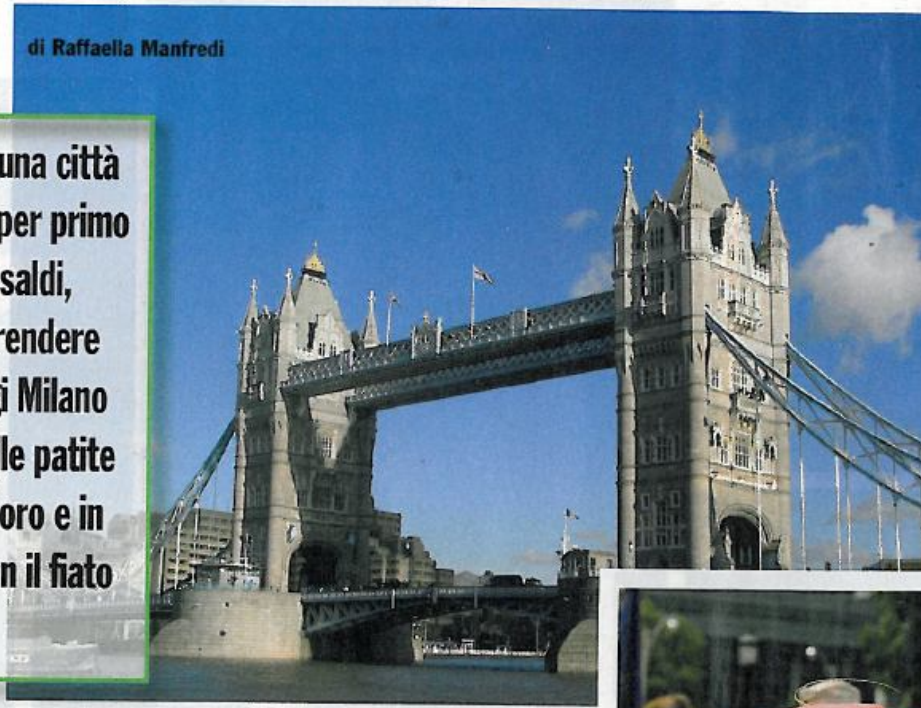 di Raffaella Manfredi
una città
per primo
saldi,
rendere
i Milano
le patite
oro e in
n il fiato